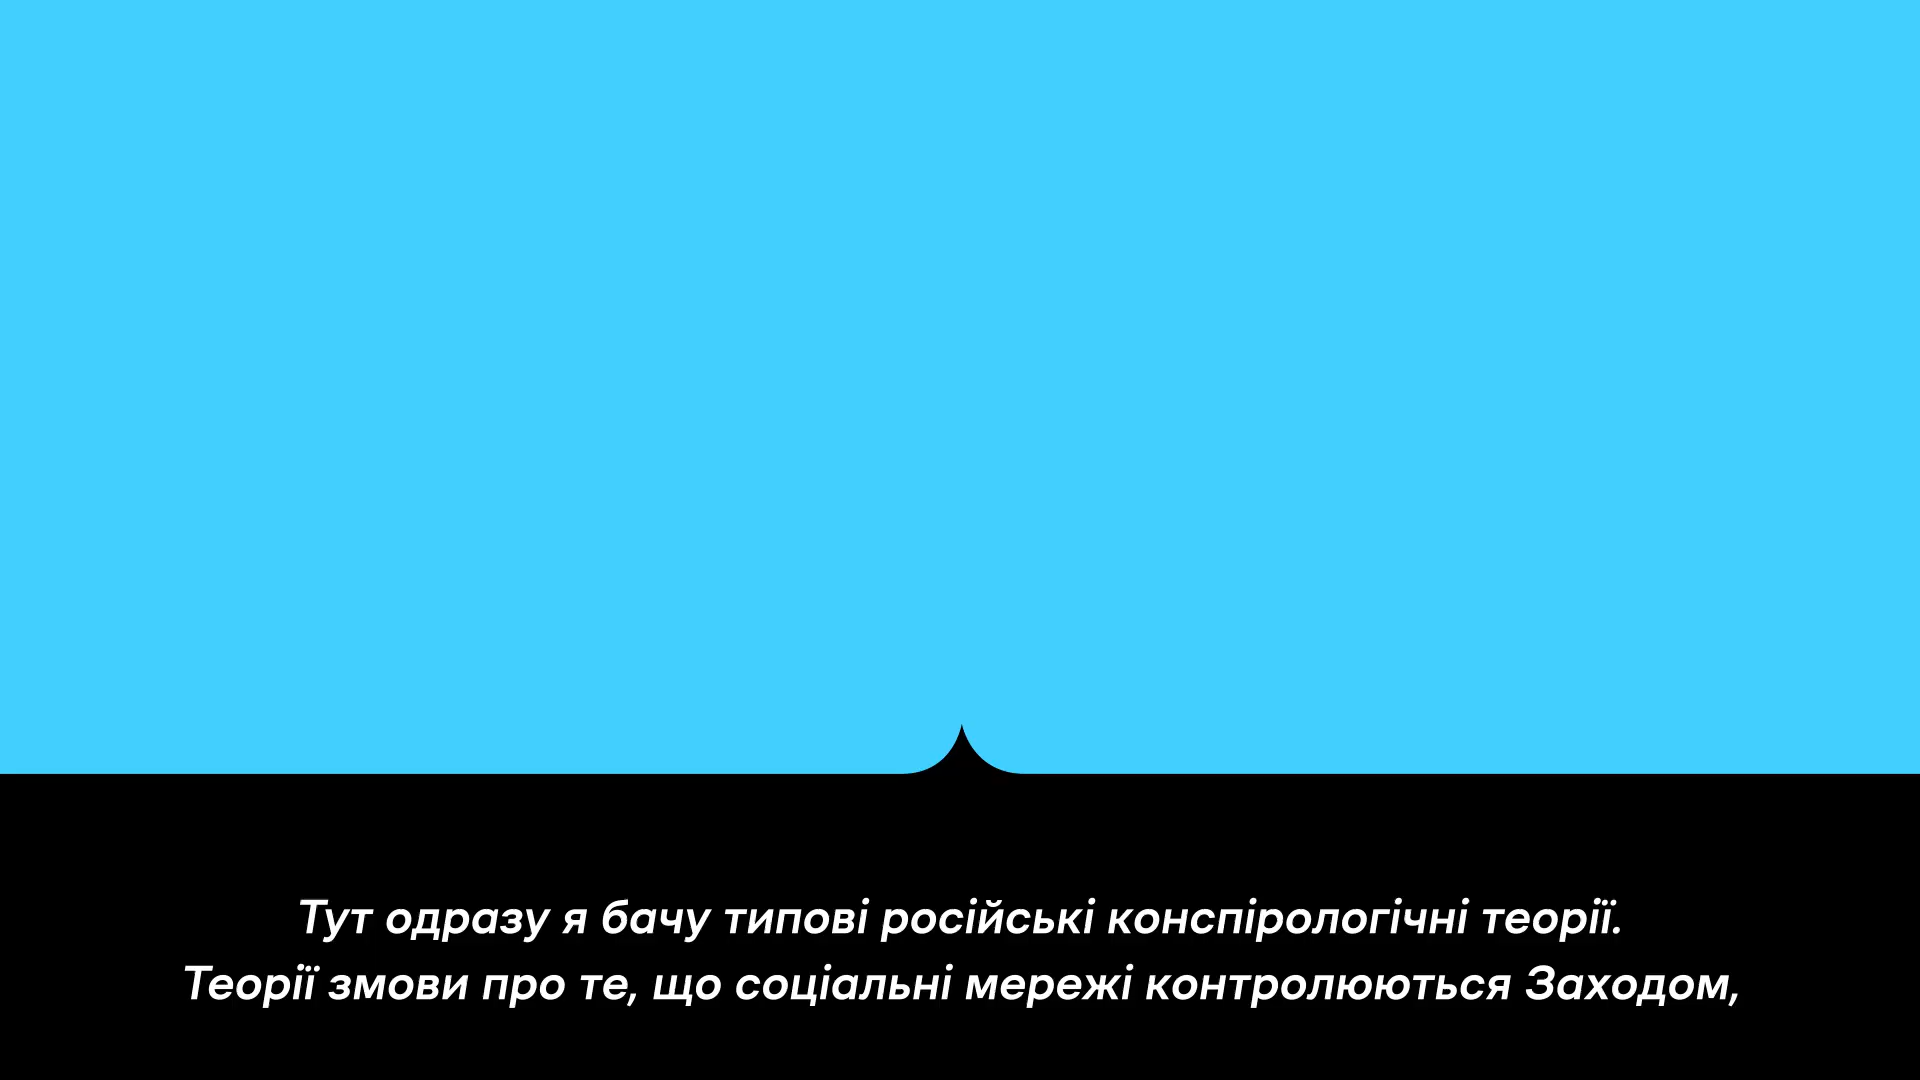 Тут одразу я бачу типові російські конспірологічні теорії.
Теорії змови про те, що соціальні мережі контролюються Заходом,